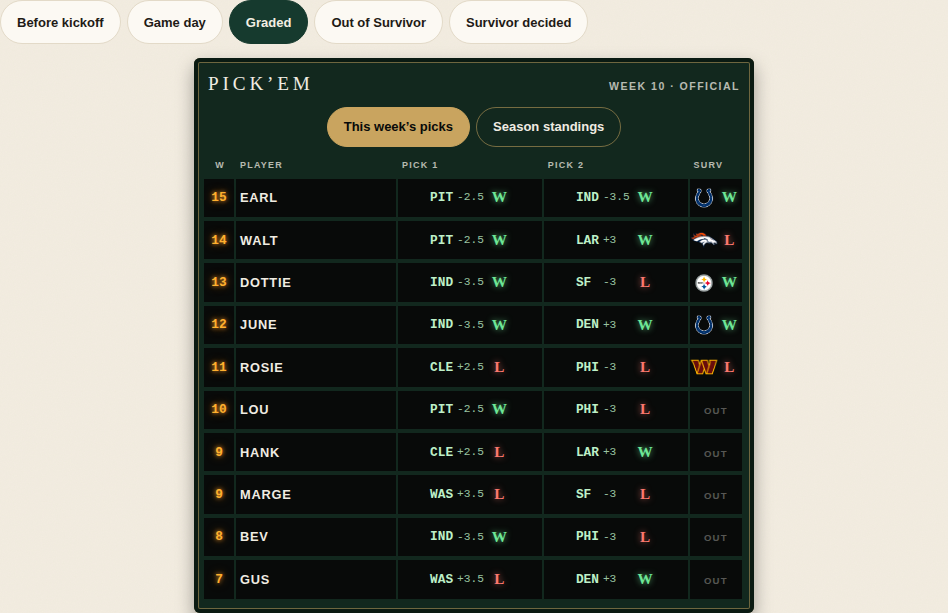 Before kickoff Game day Graded Out of Survivor Survivor decided
PICK’EM WEEK 10 · OFFICIAL
This week’s picks Season standings
W PLAYER PICK 1 PICK 2 SURV
15 EARL PIT -2.5 W IND -3.5 W W
14 WALT PIT -2.5 W LAR +3 W L
13 DOTTIE IND -3.5 W SF -3 L W
12 JUNE IND -3.5 W DEN +3 W W
11 ROSIE CLE +2.5 L PHI -3 L L
10 LOU PIT -2.5 W PHI -3 L OUT
9 HANK CLE +2.5 L LAR +3 W OUT
9 MARGE WAS +3.5 L SF -3 L OUT
8 BEV IND -3.5 W PHI -3 L OUT
7 GUS WAS +3.5 L DEN +3 W OUT